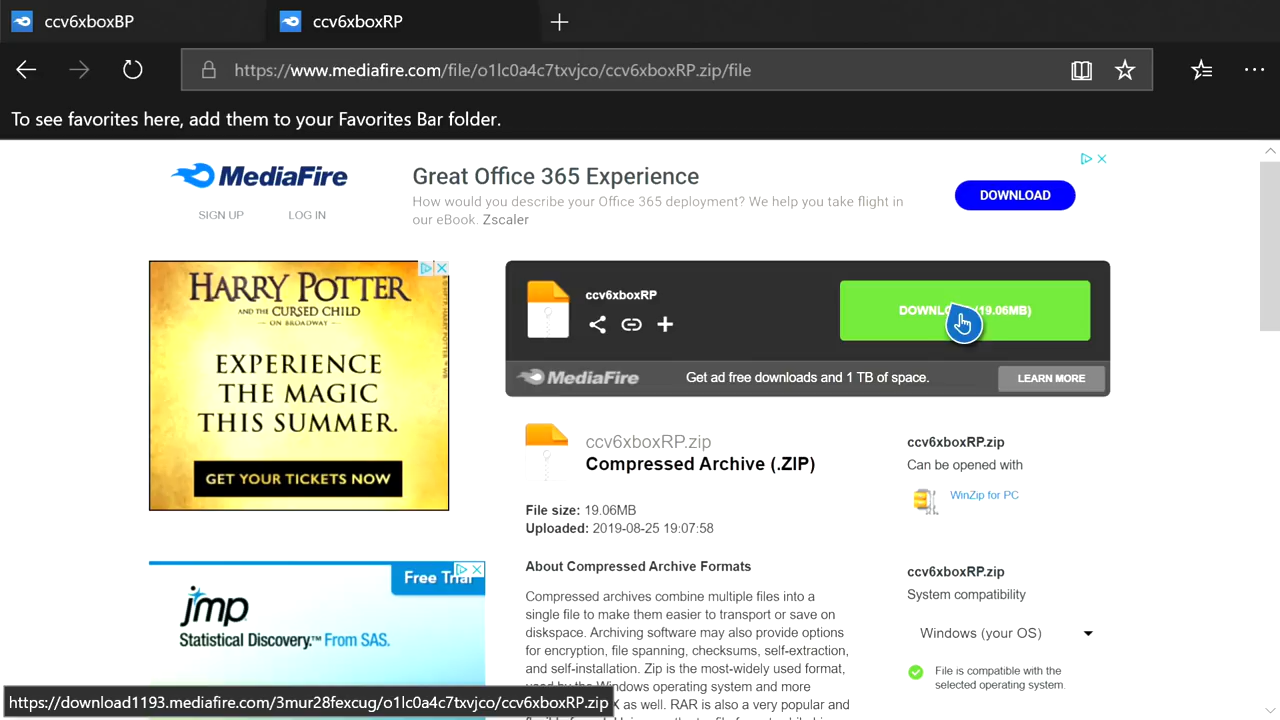 ccv6xboxBP
ccv6xboxRP
https://www.mediafire.com/file/o1lc0a4c7txvjco/ccv6xboxRP.zip/file
To see favorites here, add them to your Favorites Bar folder.
MediaFire
SIGN UP
LOG IN
Great Office 365 Experience
How would you describe your Office 365 deployment? We help you take flight in
our eBook. Zscaler
DOWNLOAD
HARRY POTTER
AND THE CURSED CHILD
ON BROADWAY
EXPERIENCE
THE MAGIC
THIS SUMMER.
GET YOUR TICKETS NOW
ccv6xboxRP
(19.06MB)
MediaFire
Get ad free downloads and 1 TB of space.
LEARN MORE
ccv6xboxRP.zip
Compressed Archive (.ZIP)
File size: 19.06MB
Uploaded: 2019-08-25 19:07:58
About Compressed Archive Formats
Compressed archives combine multiple files into a
single file to make them easier to transport or save on
diskspace. Archiving software may also provide options
for encryption, file spanning, checksums, self-extraction,
and self-installation. Zip is the most-widely used format,
used by the Windows operating system and more
X as well. RAR is also a very popular and
ccv6xboxRP.zip
Can be opened with
WinZip for PC
ccv6xboxRP.zip
System compatibility
Windows (your OS)
File is compatible with the
selected operating system.
Free Trial
jmp
Statistical Discovery.™ From SAS.
https://download1193.mediafire.com/3mur28fexcug/o1lc0a4c7txvjco/ccv6xboxRP.zip